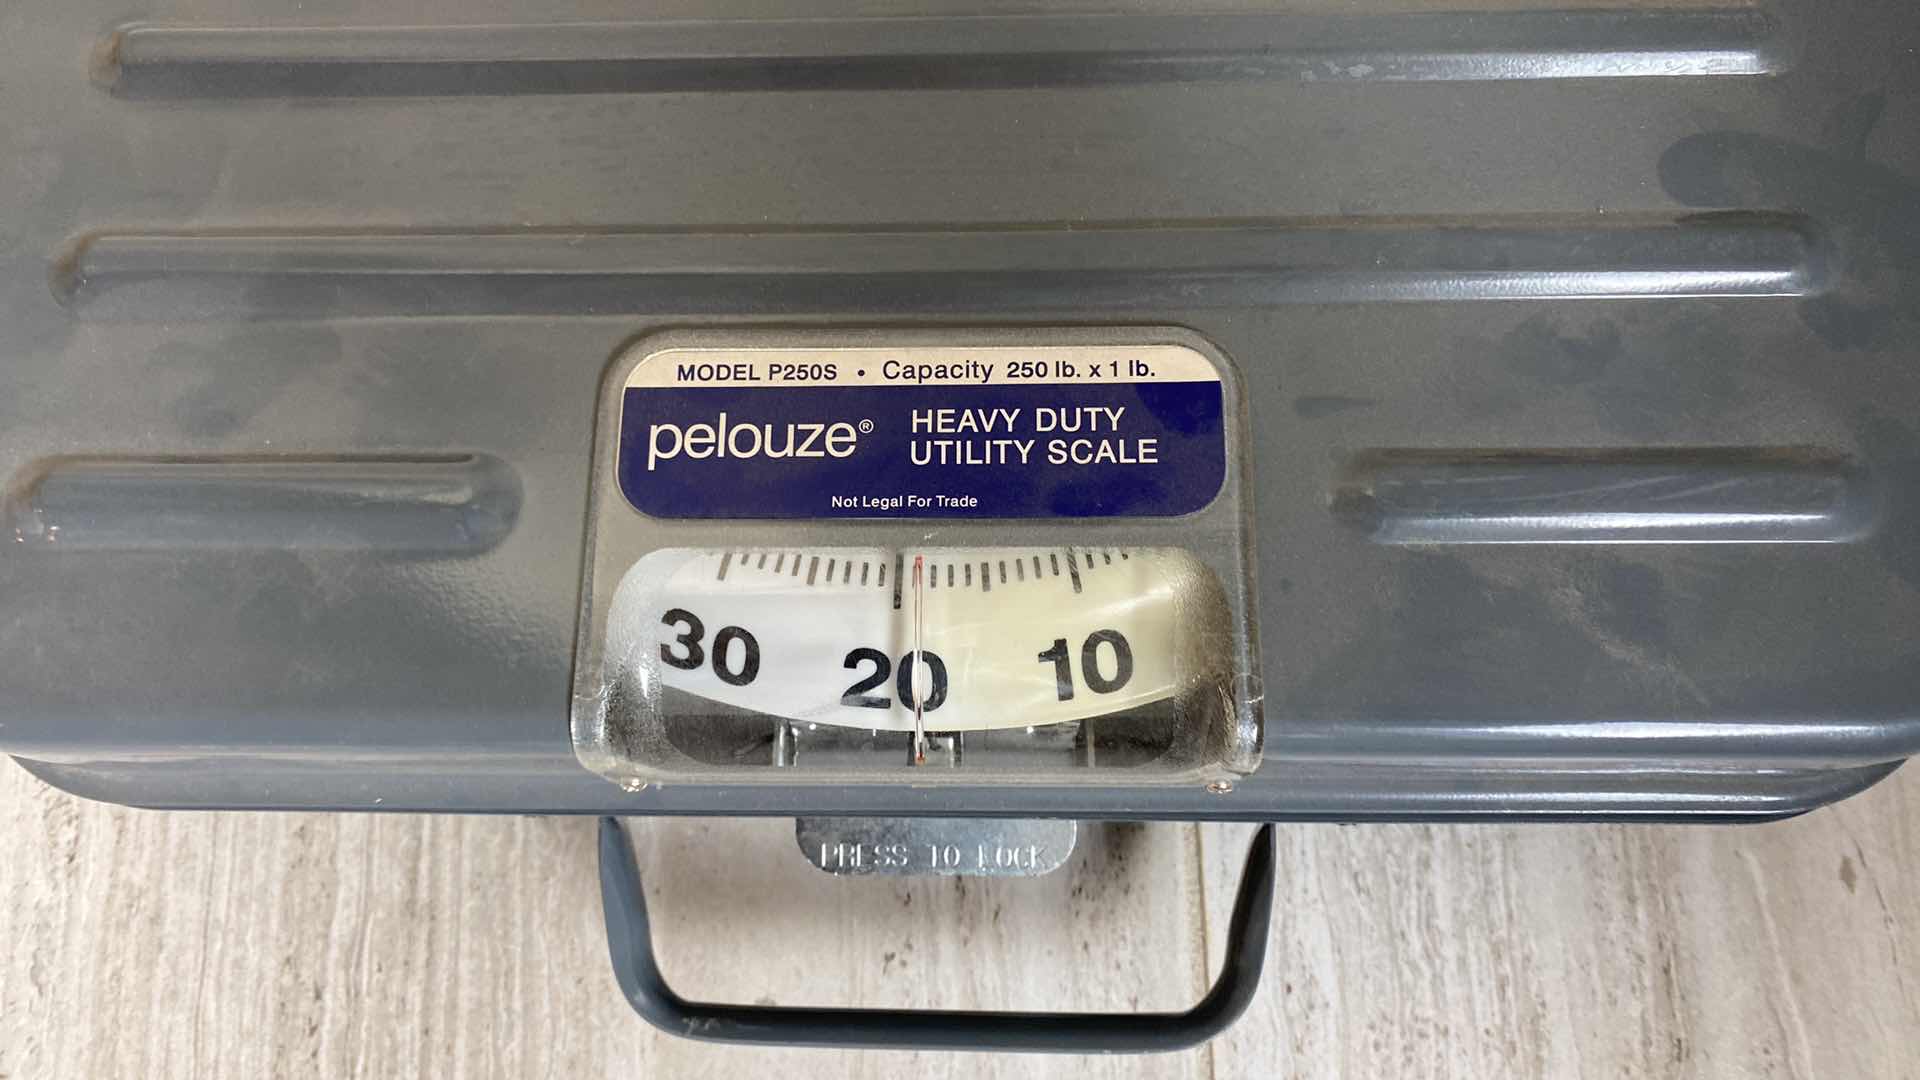 MODEL P250S • Capacity 250 lb. x 1 lb.
pelouze® HEAVY DUTY
UTILITY SCALE
Not Legal For Trade
30 20 10
PRESS TO LOCK